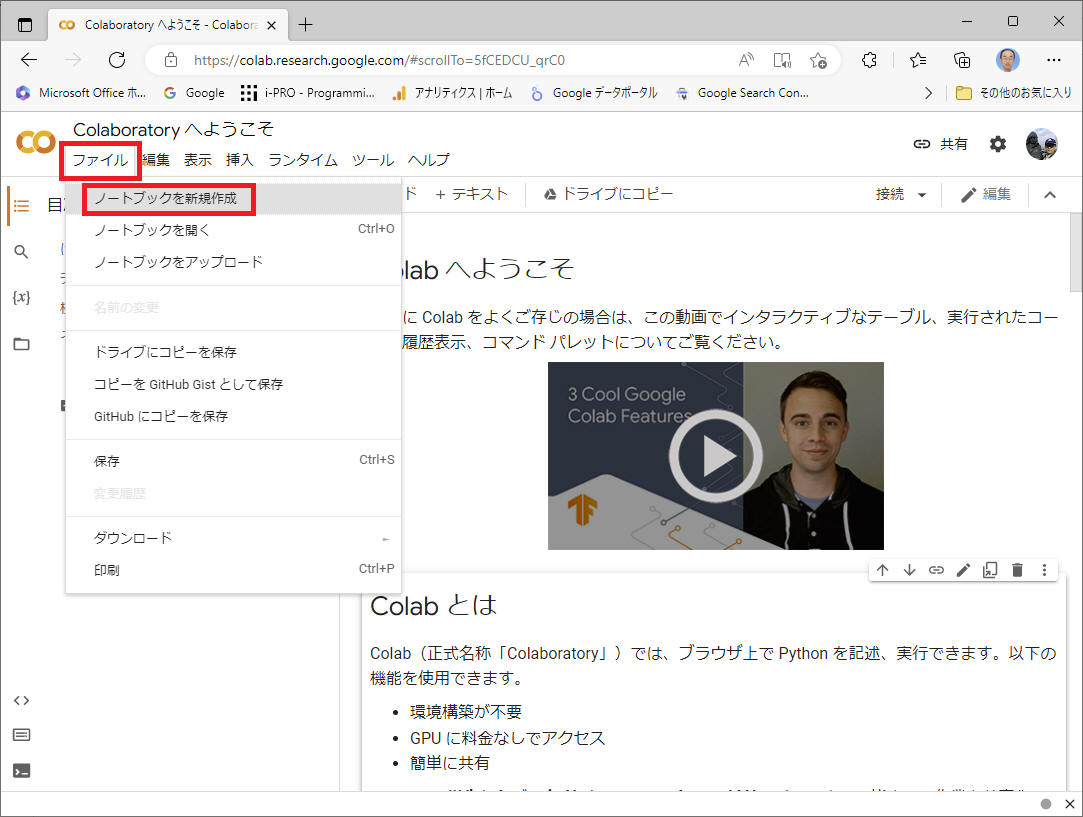 Colaboratory へようこそ - Colabora
https://colab.research.google.com/#scrollTo=5fCEDCU_qrC0
Microsoft Office ホ...
Google
i-PRO - Programmi...
アナリティクス | ホーム
Google データポータル
Google Search Con...
その他のお気に入り
Colaboratory へようこそ
ファイル 編集 表示 挿入 ランタイム ツール ヘルプ
共有
ド + テキスト
ドライブにコピー
接続
編集
目
ノートブックを新規作成
ノートブックを開く Ctrl+O
ノートブックをアップロード
名前の変更
ドライブにコピーを保存
コピーを GitHub Gist として保存
GitHub にコピーを保存
保存 Ctrl+S
変更履歴
ダウンロード
印刷 Ctrl+P
{x}
olab へようこそ
に Colab をよくご存じの場合は、この動画でインタラクティブなテーブル、実行されたコー
履歴表示、コマンド パレットについてご覧ください。
3 Cool Google
Colab Features
Colab とは
Colab（正式名称「Colaboratory」）では、ブラウザ上で Python を記述、実行できます。以下の
機能を使用できます。
• 環境構築が不要
• GPU に料金なしでアクセス
• 簡単に共有